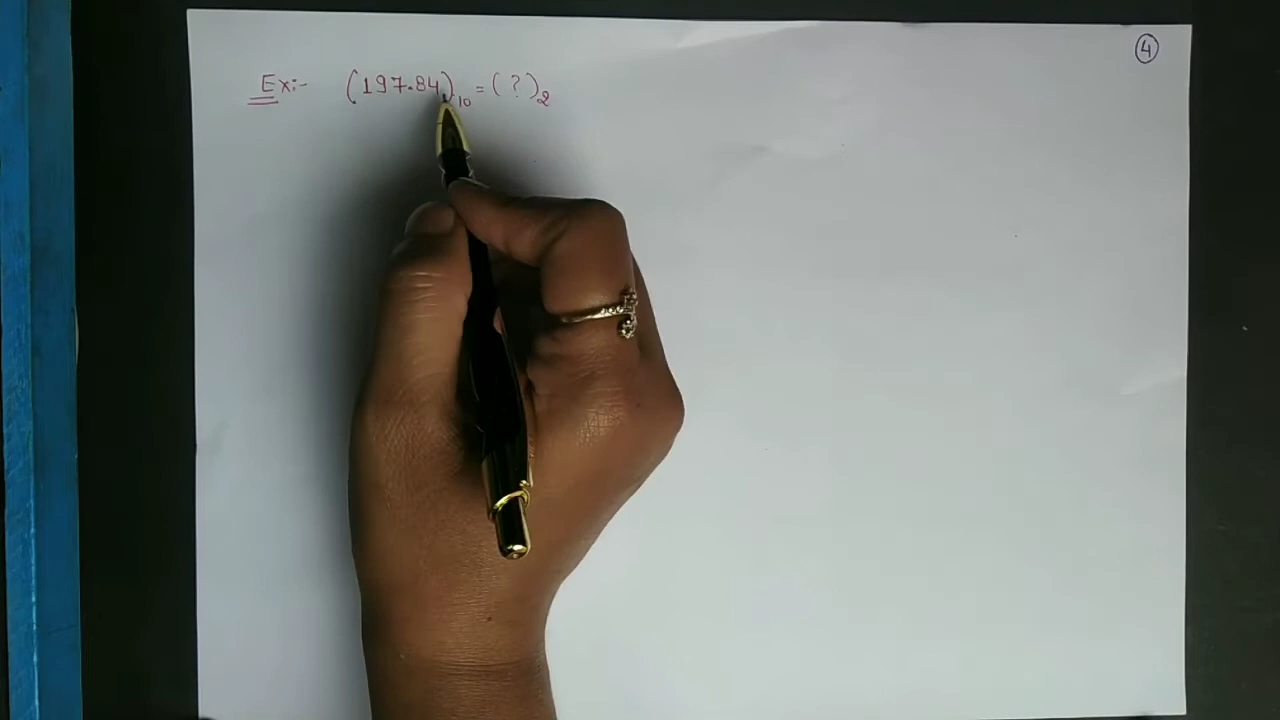 ④
Ex:- (197.84)₁₀ = (?)₂